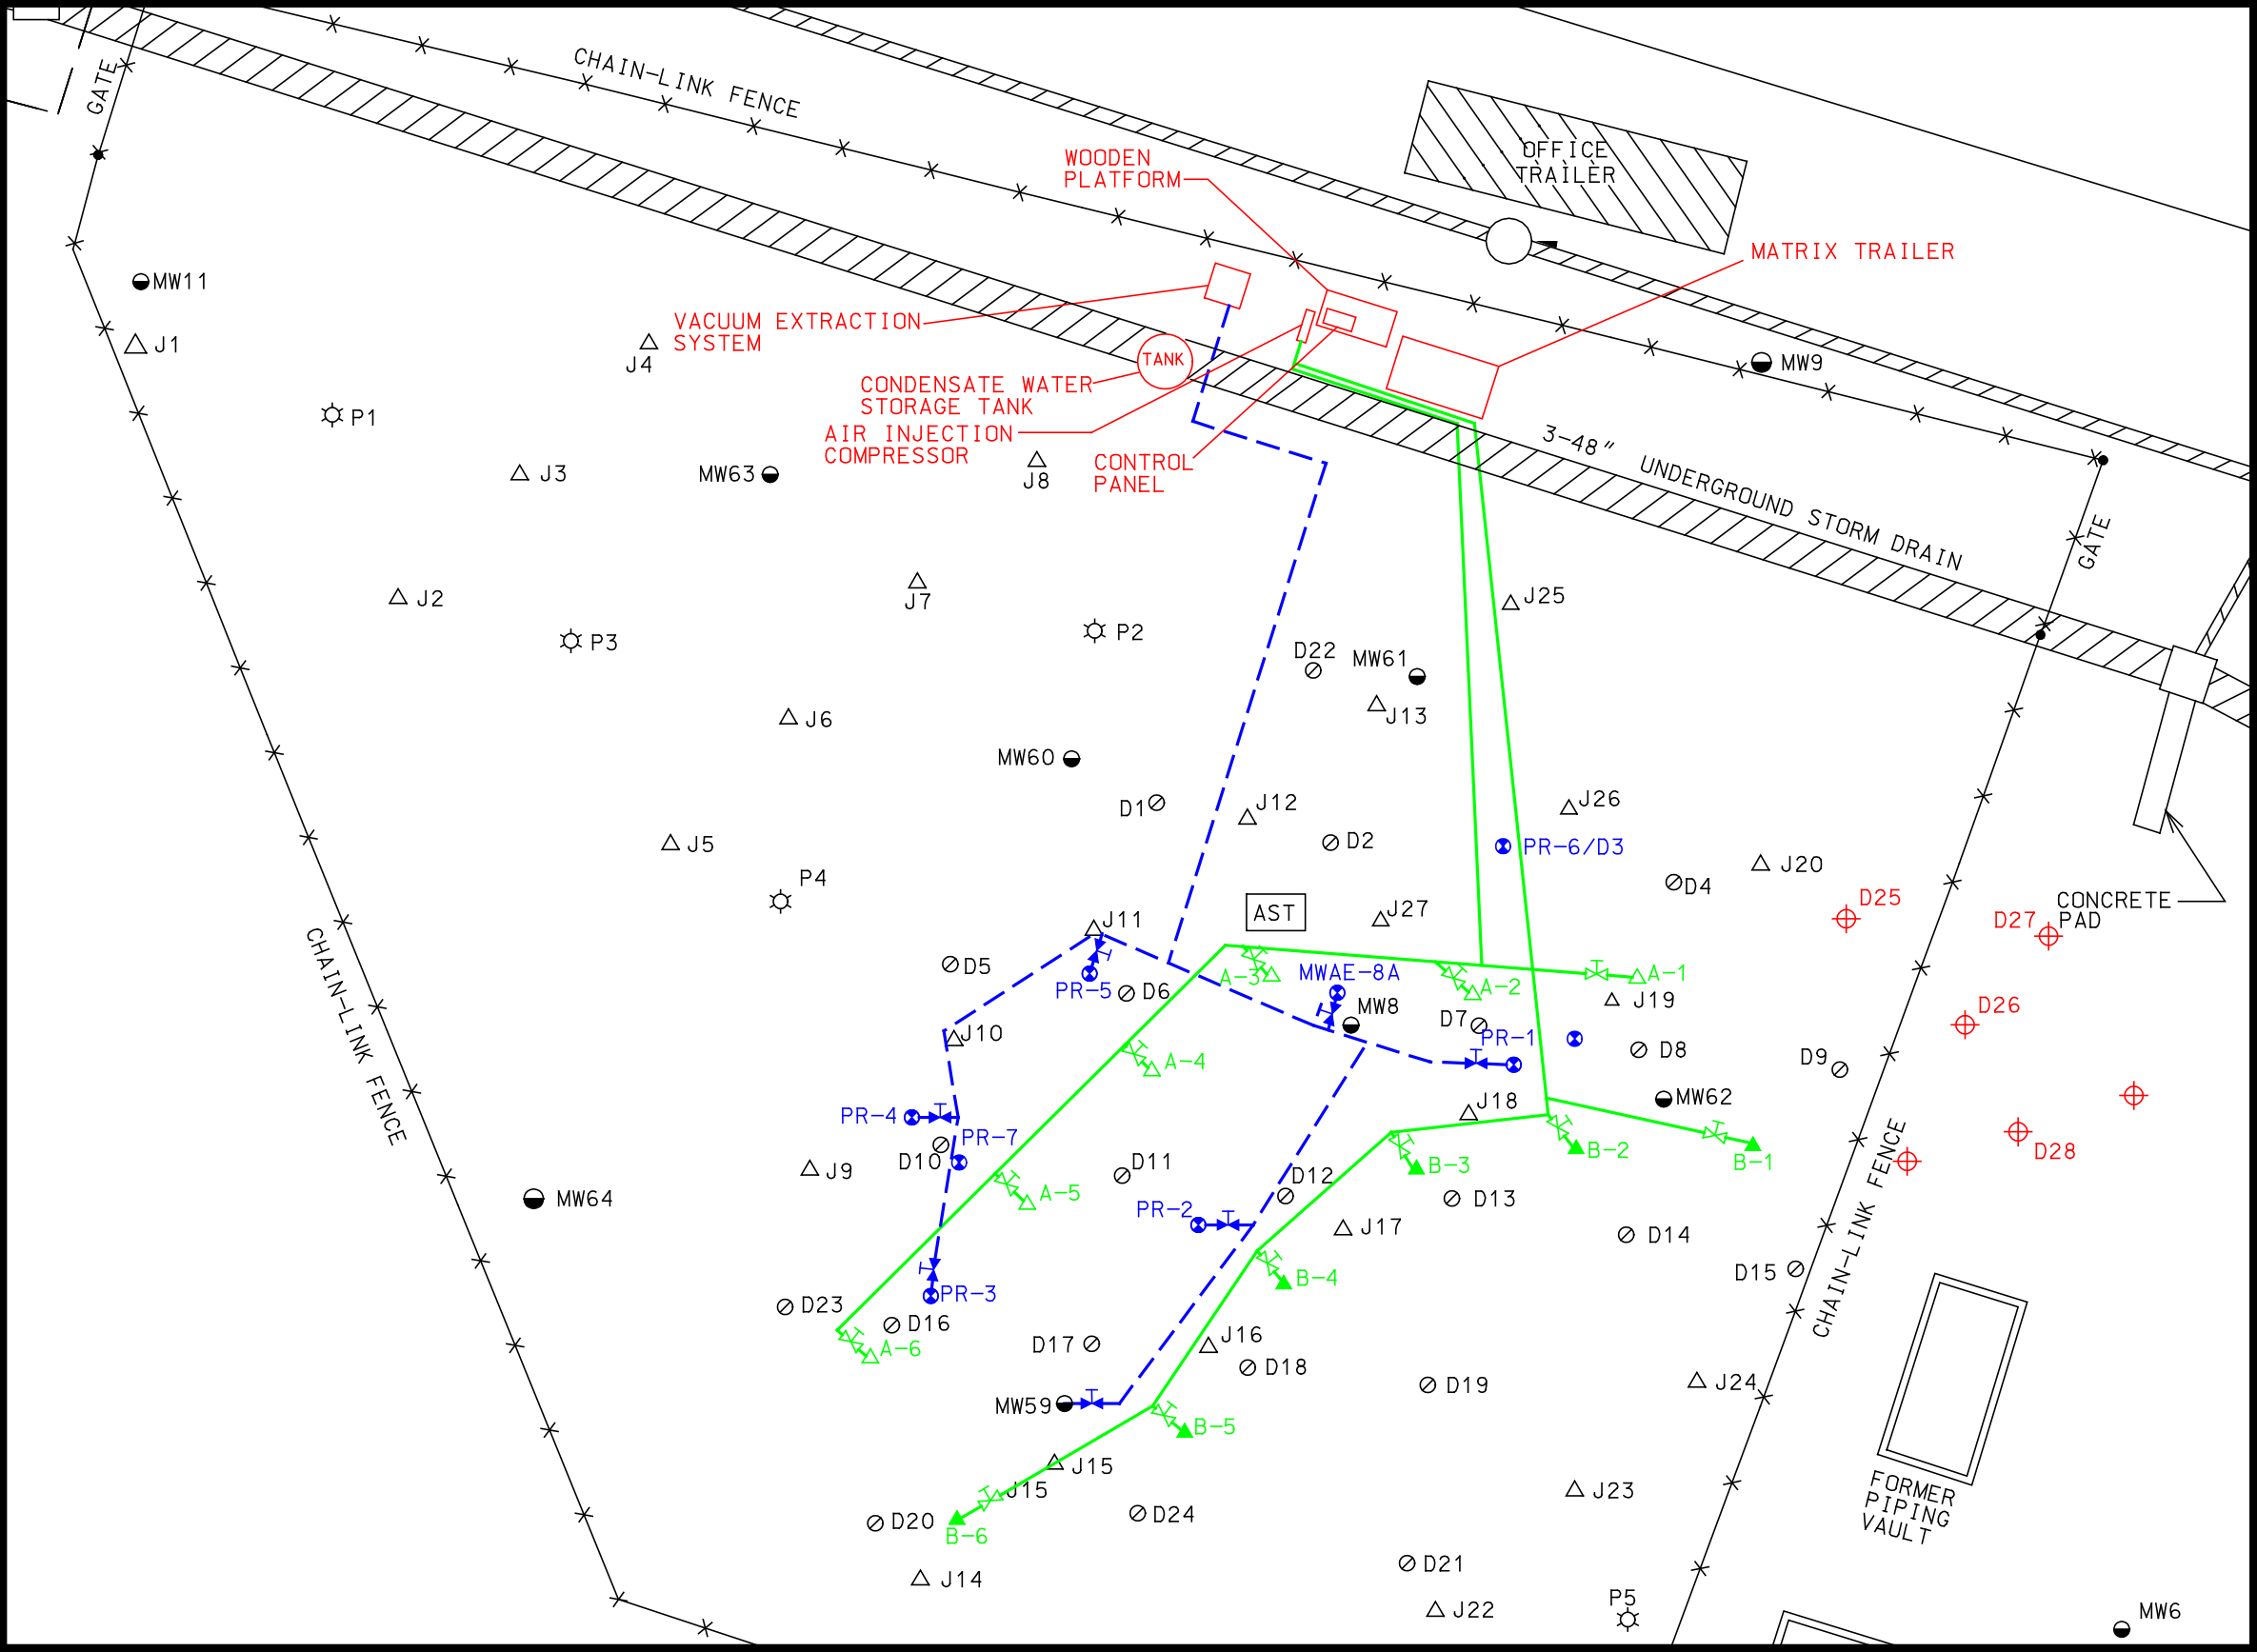 GATE
CHAIN-LINK FENCE
WOODEN
PLATFORM
OFFICE
TRAILER
MATRIX TRAILER
MW11
J1
J4
VACUUM EXTRACTION
SYSTEM
TANK
MW9
CONDENSATE WATER
STORAGE TANK
P1
AIR INJECTION
COMPRESSOR
3-48" UNDERGROUND STORM DRAIN
J3
MW63
J8
CONTROL
PANEL
GATE
J2
J7
J25
P3
P2
D22
MW61
J6
J13
MW60
D1
J12
J26
J5
D2
PR-6/D3
P4
D4
J20
CONCRETE
PAD
D25
D27
J11
AST
J27
D5
A-3
MWAE-8A
A-2
A-1
PR-5
D6
MW8
J19
D26
CHAIN-LINK FENCE
J10
D7
PR-1
D8
D9
A-4
PR-4
J18
MW62
PR-7
D10
D11
D12
B-3
B-2
B-1
D28
J9
A-5
MW64
PR-2
D13
J17
D14
CHAIN-LINK FENCE
B-4
D15
PR-3
D23
D16
A-6
D17
J16
D18
D19
J24
MW59
B-5
J15
J15
J23
FORMER
PIPING
VAULT
D20
B-6
D24
D21
J14
J22
P5
MW6